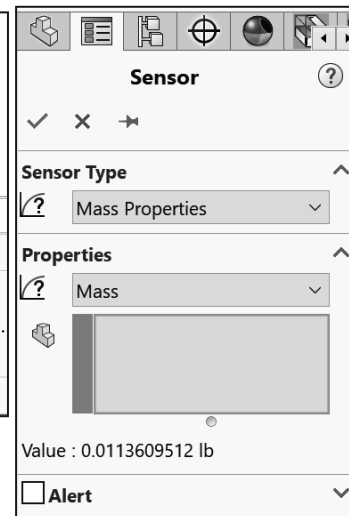 Sensor
?
Sensor Type
? Mass Properties
Properties
? Mass
Value : 0.0113609512 lb
Alert